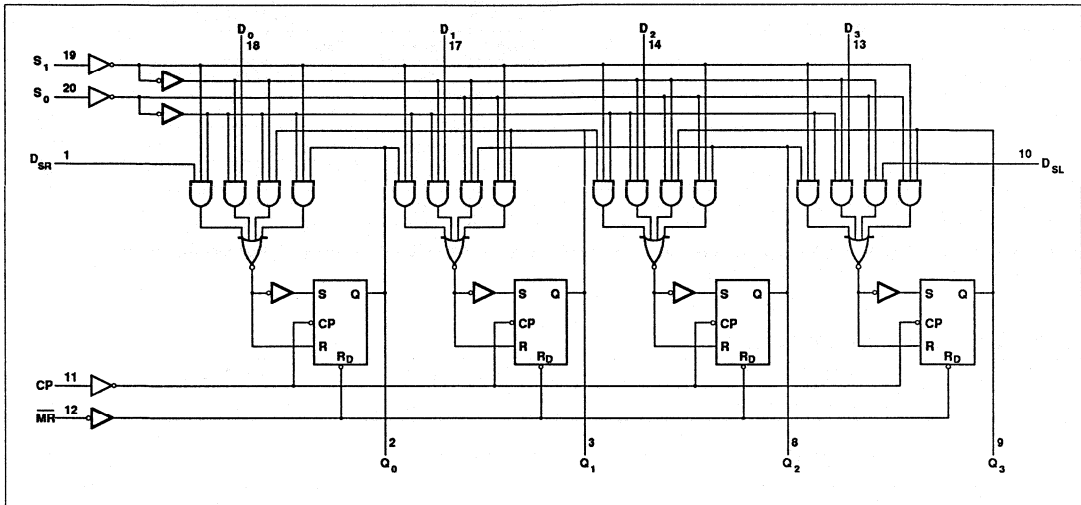 D0 D1 D2 D3
18 17 14 13
S1 19
S0 20
DSR 1
10 DSL
S Q S Q S Q S Q
CP CP CP CP
R R R R
RD RD RD RD
CP 11
MR 12
2 3 8 9
Q0 Q1 Q2 Q3